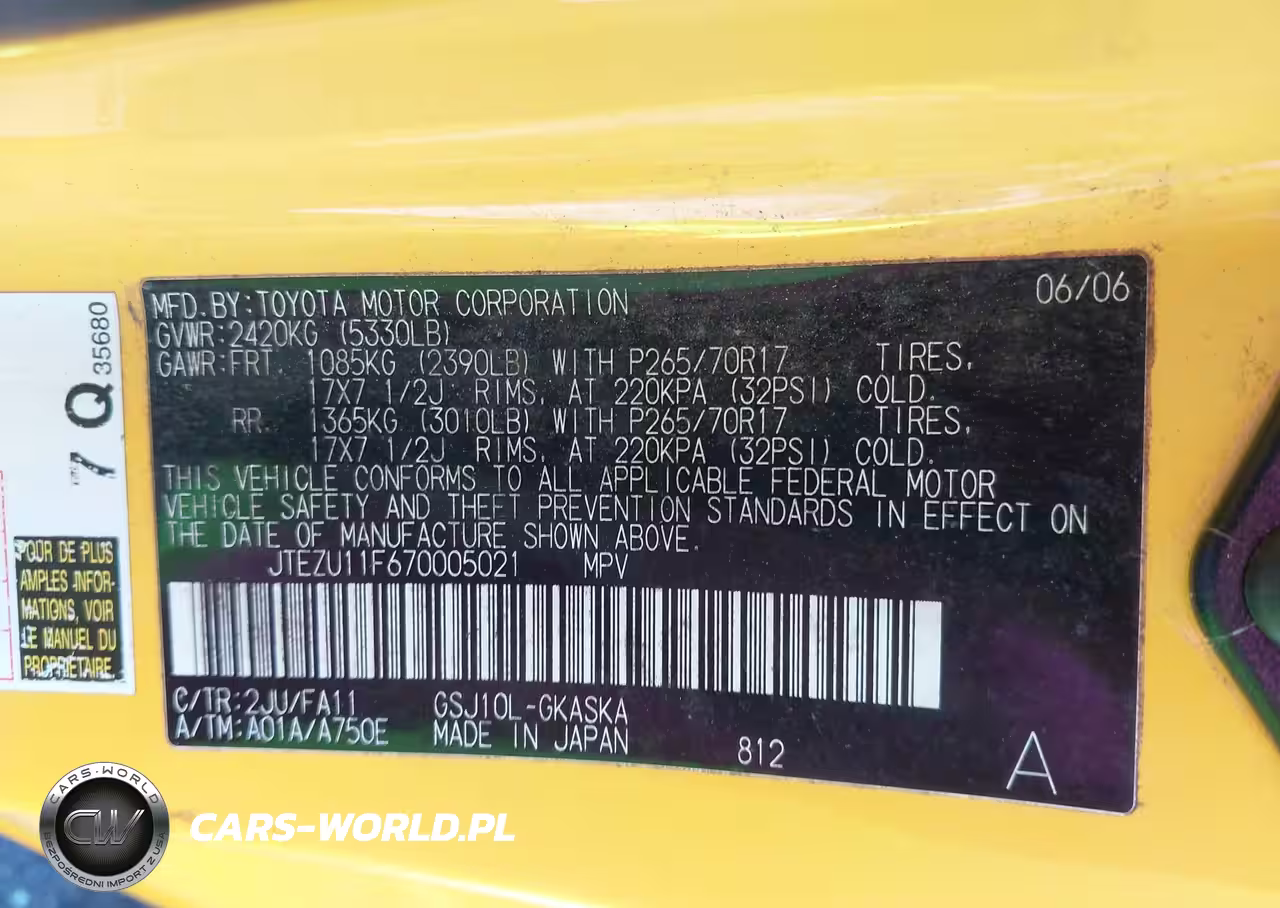 06/06
MFD. BY: TOYOTA MOTOR CORPORATION
GVWR: 2420KG (5330LB)
GAWR: FRT. 1085KG (2390LB) WITH P265/70R17 TIRES,
17X7 1/2J RIMS, AT 220KPA (32PSI) COLD.
RR. 1365KG (3010LB) WITH P265/70R17 TIRES,
17X7 1/2J RIMS, AT 220KPA (32PSI) COLD.
THIS VEHICLE CONFORMS TO ALL APPLICABLE FEDERAL MOTOR
VEHICLE SAFETY AND THEFT PREVENTION STANDARDS IN EFFECT ON
THE DATE OF MANUFACTURE SHOWN ABOVE.
JTEZU11F670005021 MPV
C/TR: 2JU/FA11 GSJ10L-GKASKA
A/TM: A01A/A750E MADE IN JAPAN 812 A
7 Q 35680
POUR DE PLUS
AMPLES INFOR-
MATIONS, VOIR
LE MANUEL DU
PROPRIÉTAIRE.
CARS-WORLD
CW
BEZPOŚREDNI IMPORT Z USA
CARS-WORLD.PL